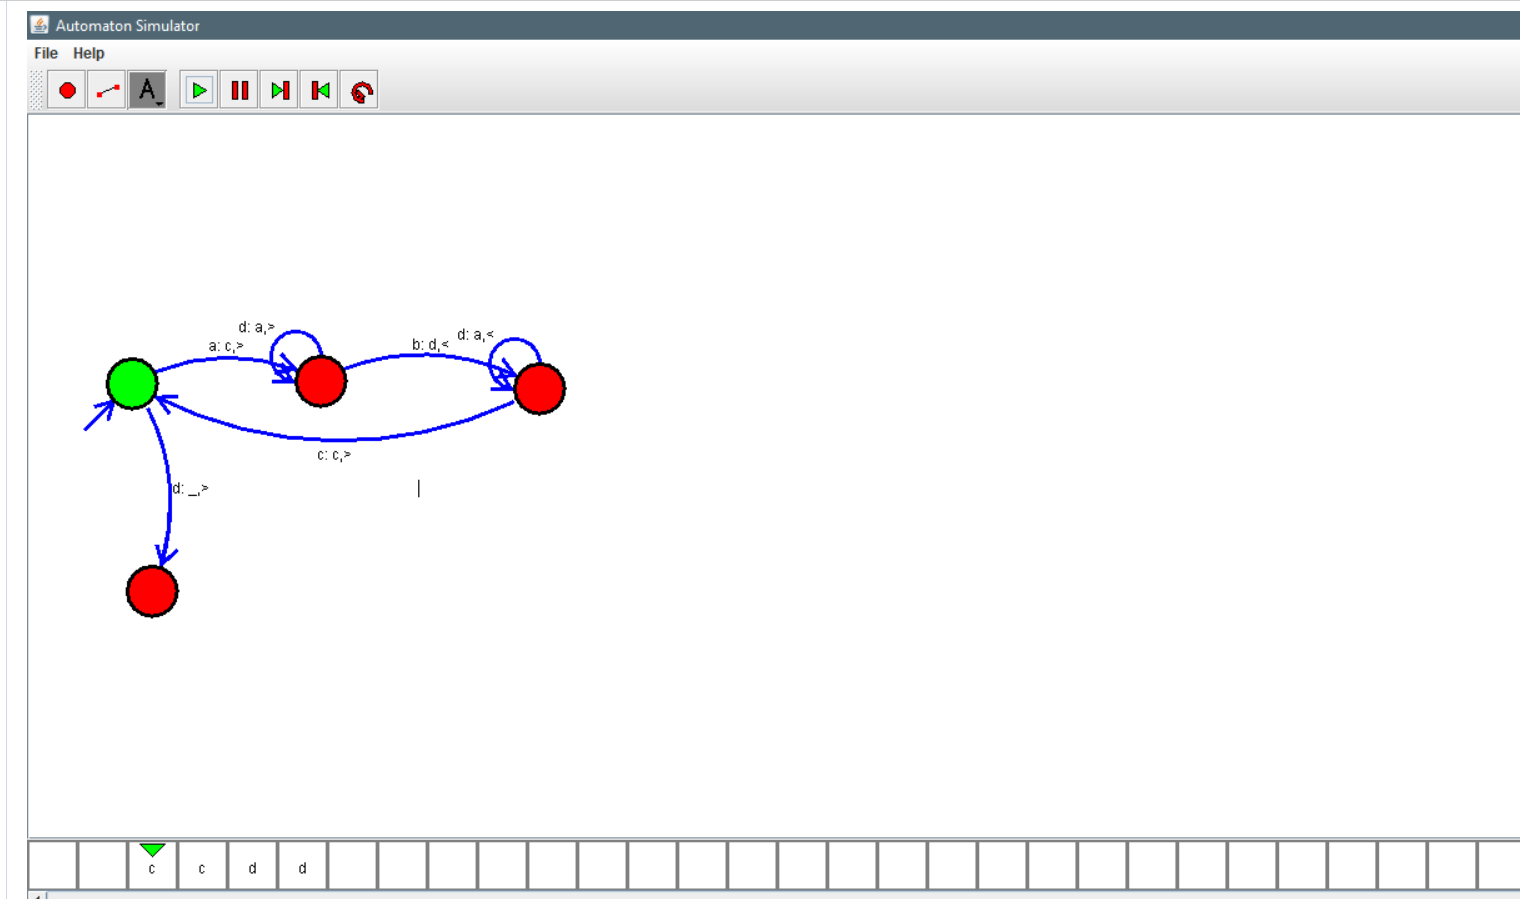 Automaton Simulator
File Help
A
d: a,>
a: c,>
b: d,<
d: a,<
c: c,>
d: _,>
c c d d